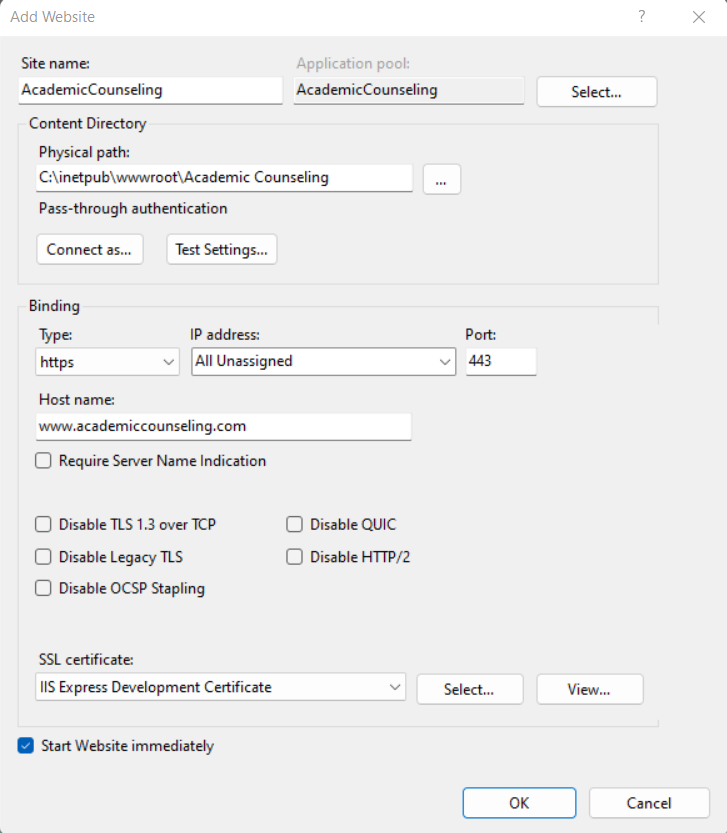 Add Website
?
Site name:
Application pool:
AcademicCounseling
AcademicCounseling
Select...
Content Directory
Physical path:
C:\inetpub\wwwroot\Academic Counseling
...
Pass-through authentication
Connect as...
Test Settings...
Binding
Type:
IP address:
Port:
https
All Unassigned
443
Host name:
www.academiccounseling.com
Require Server Name Indication
Disable TLS 1.3 over TCP
Disable QUIC
Disable Legacy TLS
Disable HTTP/2
Disable OCSP Stapling
SSL certificate:
IIS Express Development Certificate
Select...
View...
Start Website immediately
OK
Cancel